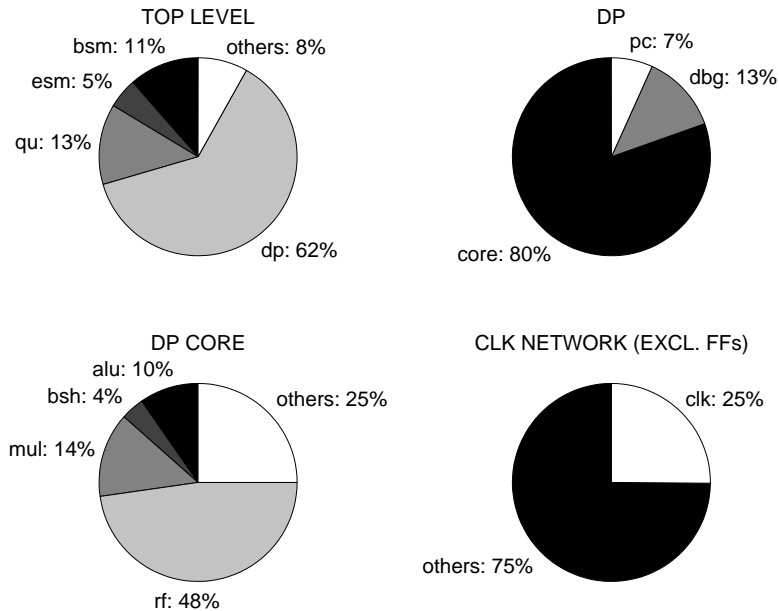 TOP LEVEL
bsm: 11%
others: 8%
esm: 5%
qu: 13%
dp: 62%
DP
pc: 7%
dbg: 13%
core: 80%
DP CORE
alu: 10%
bsh: 4%
others: 25%
mul: 14%
rf: 48%
CLK NETWORK (EXCL. FFs)
clk: 25%
others: 75%